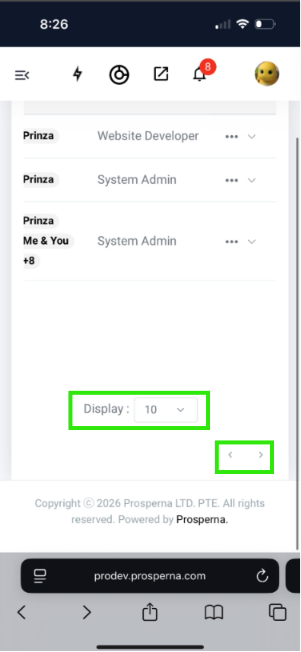 8:26
8
Prinza
Website Developer
Prinza
System Admin
Prinza
Me & You
+8
System Admin
Display :
10
Copyright © 2026 Prosperna LTD. PTE. All rights
reserved. Powered by Prosperna.
prodev.prosperna.com